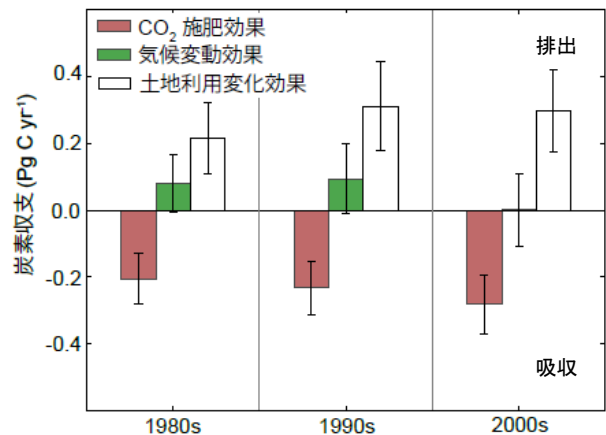 CO₂ 施肥効果
気候変動効果
土地利用変化効果
排出
0.4
0.2
0.0
-0.2
-0.4
炭素収支 (Pg C yr⁻¹)
吸収
1980s
1990s
2000s